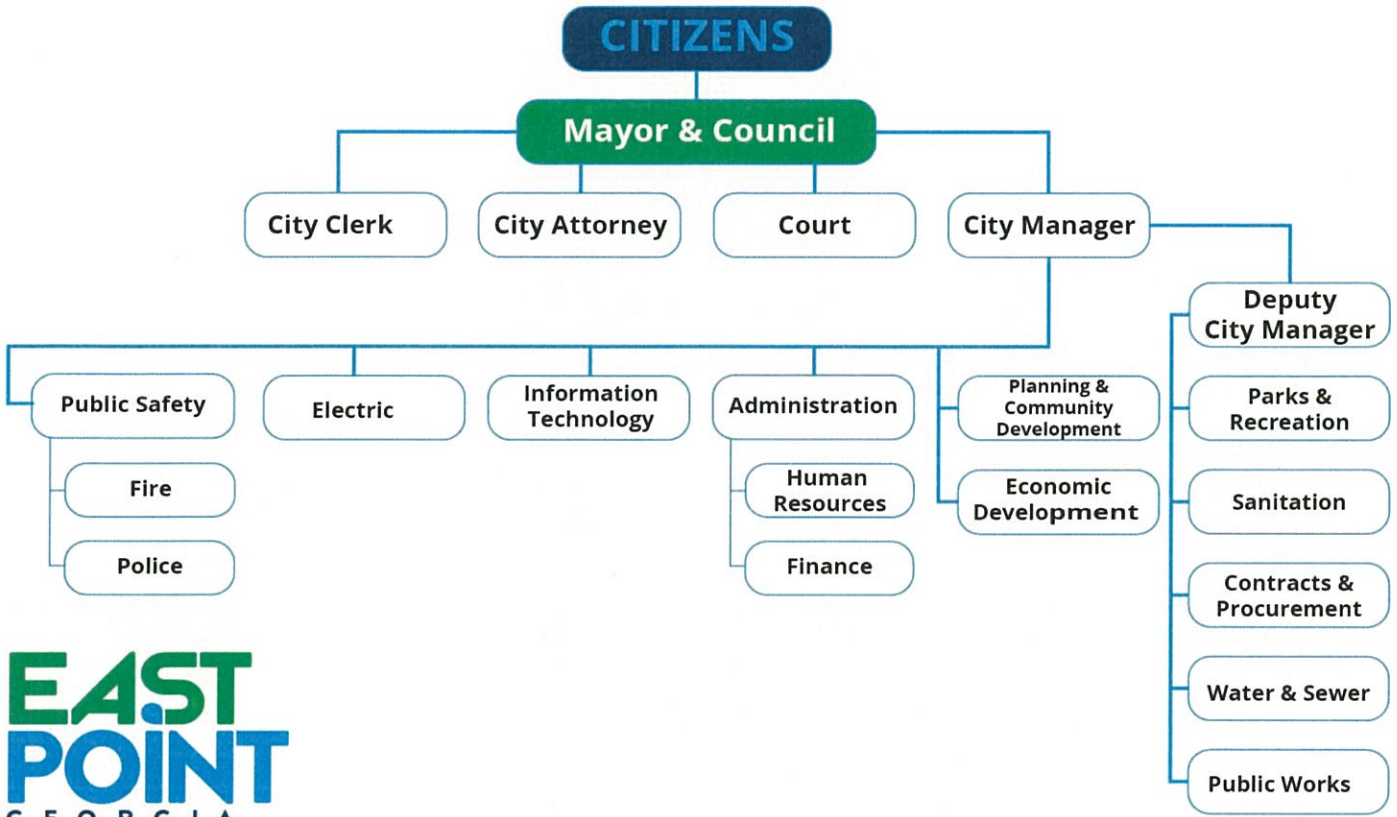 CITIZENS
Mayor & Council
City Clerk
City Attorney
Court
City Manager
Deputy
City Manager
Public Safety
Electric
Information
Technology
Administration
Planning &
Community
Development
Parks &
Recreation
Fire
Human
Resources
Economic
Development
Sanitation
Police
Finance
Contracts &
Procurement
Water & Sewer
Public Works
EAST
POINT
GEORGIA